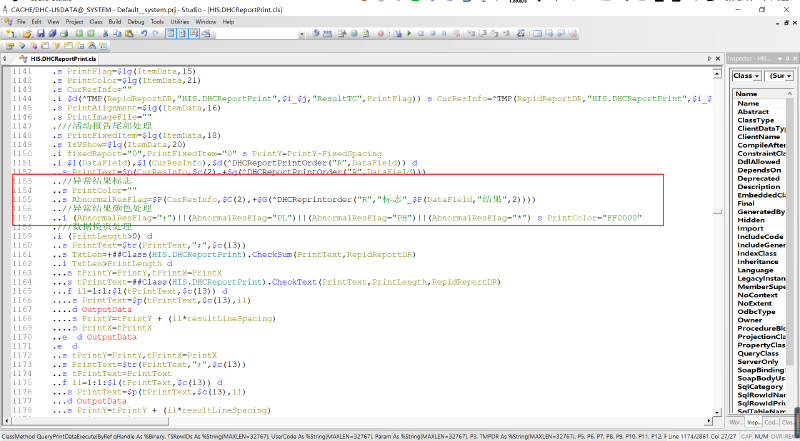 CACHE/DHC-LISDATA@_SYSTEM - Default_system.prj - Studio - [HIS.DHCReportPrint.cls]
File Edit View Project Class Build Debug Tools Utilities Window Help
HIS.DHCReportPrint.cls
1141 ..s PrintFlag=$lg(ItemData,15)
1142 ..s PrintColor=$lg(ItemData,21)
1143 ..s CurResInfo=""
1144 ..i $d(^TMP(RepidReportDR,"HIS.DHCReportPrint",$i_$j,"ResultTC",PrintFlag)) s CurResInfo=^TMP(RepidReportDR,"HIS.DHCReportPrint",$i_$
1145 ..s PrintAlignment=$lg(ItemData,16)
1146 ..s PrintImageFile=""
1147 ..///活动报告尾部处理
1148 ..s PrintFixedItem=$lg(ItemData,18)
1149 ..s IsVShow=$lg(ItemData,20)
1150 ..i fixedReport="0",PrintFixedItem="0" s PrintY=PrintY-FixedSpacing
1151 ..i $l(DataField),$l(CurResInfo),$d(^DHCReportPrintOrder("R",DataField)) d
1152 ..s PrintText=$p(CurResInfo,$c(2),+$g(^DHCReportPrintOrder("R",DataField)))
1153 ..//异常结果标志
1154 ..s PrintColor=""
1155 ..s AbnormalResFlag=$P(CurResInfo,$C(2),+$G(^DHCReprintorder("R","标志"_$P(DataField,"结果",2))))
1156 ..//异常结果颜色处理
1157 ..i (AbnormalResFlag="↑")||(AbnormalResFlag="PL")||(AbnormalResFlag="PH")||(AbnormalResFlag="*") s PrintColor="FF0000"
1158 ..///数据换页处理
1159 ..i (PrintLength>0) d
1160 ...s PrintText=$tr(PrintText,";",$c(13))
1161 ...s TxtLen=+##Class(HIS.DHCReportPrint).CheckSum(PrintText,RepidReportDR)
1162 ...i TxtLen>PrintLength d
1163 ....s tPrintY=PrintY,tPrintX=PrintX
1164 ....s tPrintText=##Class(HIS.DHCReportPrint).CheckText(PrintText,PrintLength,RepidReportDR)
1165 ....f il=1:1:$l(tPrintText,$c(13)) d
1166 .....s PrintText=$p(tPrintText,$c(13),il)
1167 .....d OutputData
1168 .....s PrintY=tPrintY + (il*resultLineSpacing)
1169 .....s PrintX=tPrintX
1170 ...e d OutputData
1171 ..e d
1172 ...s tPrintY=PrintY,tPrintX=PrintX
1173 ...s PrintText=$tr(PrintText,";",$c(13))
1174 ...s tPrintText=PrintText
1175 ...f il=1:1:$l(tPrintText,$c(13)) d
1176 ....s PrintText=$p(tPrintText,$c(13),il)
1177 ....d OutputData
1178 ....s PrintY=tPrintY + (il*resultLineSpacing)
Inspector - HIS...
Class
(Sur
Name
Name
Abstract
ClassType
ClientDataTyp
ClientName
CompileAfter
ConstraintCla
DdlAllowed
DependsOn
Deprecated
Description
EmbeddedCl
Final
GeneratedBy
Hidden
Import
IncludeCode
IncludeGener
IndexClass
Inheritance
Language
LegacyInstan
MemberSupe
NoContext
NoExtent
OdbcType
Owner
ProcedureBlo
ProjectionCla
PropertyClass
QueryClass
ServerOnly
SoapBinding
SoapBodyUs
SqlCategory
SqlRowIdNar
SqlRowIdPriv
SqlTableNam
Wor... Insp... Cod... Clas...
ClassMethod QueryPrintDataExecute(ByRef qHandle As %Binary, TSRowIDs As %String(MAXLEN=32767), UserCode As %String(MAXLEN=32767), Param As %String(MAXLEN=32767), P3, TMPDR As %String(MAXLEN=32767), P5, P6, P7, P8, P9, P10, P11, P12, P Line 1174/2861 Col 27/27 CAP NUM OVR READ